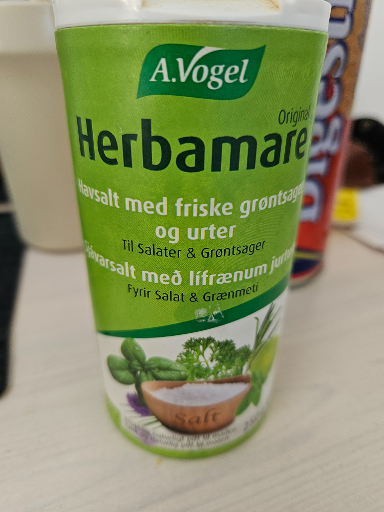 A.Vogel
Original
Herbamare
Havsalt med friske grøntsager
og urter
Til Salater & Grøntsager
Sjávarsalt með lífrænum jurtum
Fyrir Salat & Grænmeti
Salt
Digesti